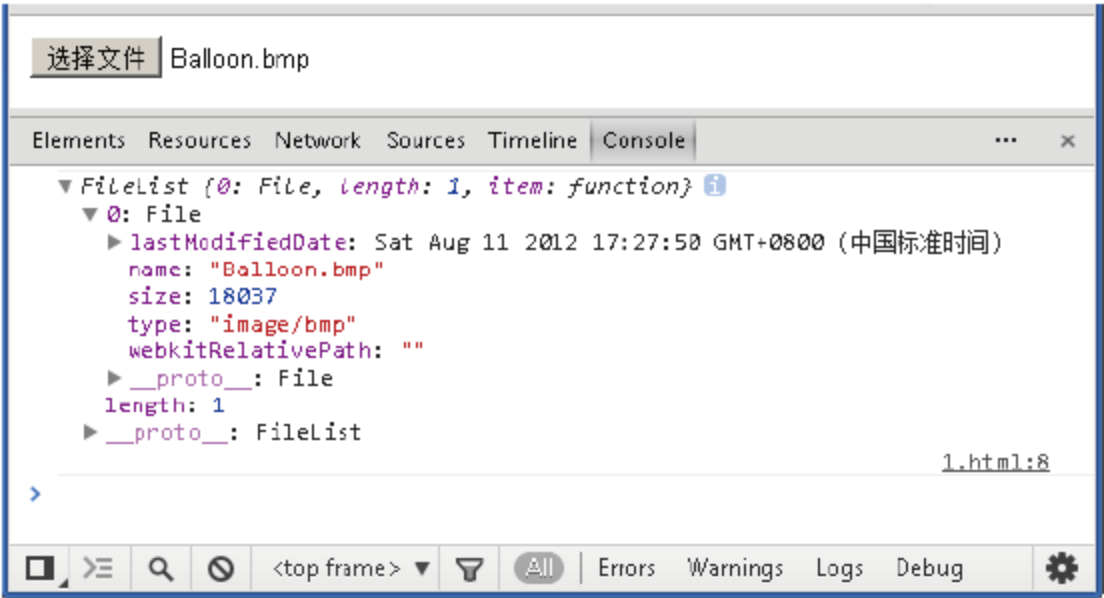 选择文件 Balloon.bmp
Elements Resources Network Sources Timeline Console ... ×
▼ FileList {0: File, length: 1, item: function} i
▼ 0: File
▶ lastModifiedDate: Sat Aug 11 2012 17:27:50 GMT+0800 (中国标准时间)
name: "Balloon.bmp"
size: 18037
type: "image/bmp"
webkitRelativePath: ""
▶ __proto__: File
length: 1
▶ __proto__: FileList
1.html:8
>
<top frame> ▼ All Errors Warnings Logs Debug